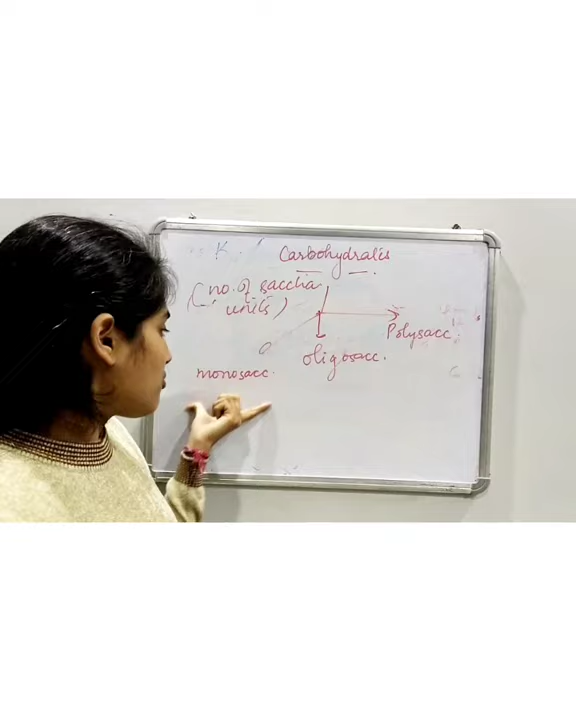 Carbohydrates
(no. of saccha.
units)
Polysacc.
oligosacc.
monosacc.